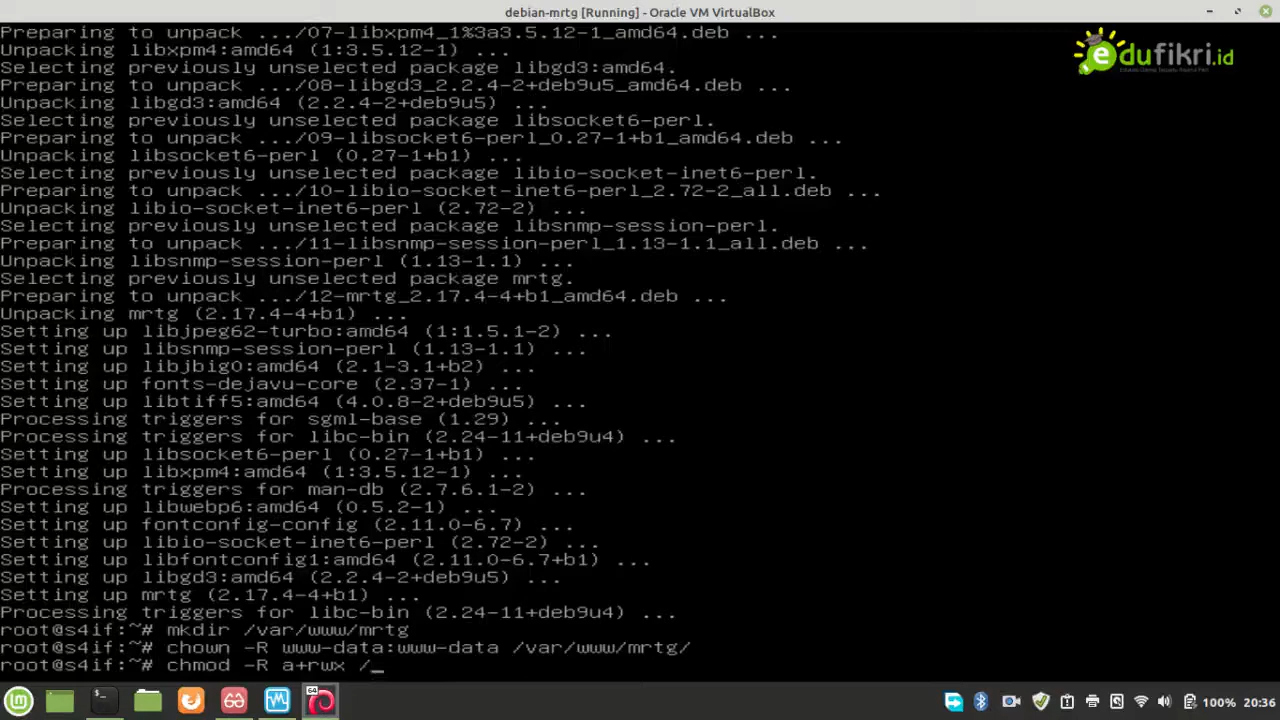 debian-mrtg [Running] - Oracle VM VirtualBox
Preparing to unpack .../07-libxpm4_1%3a3.5.12-1_amd64.deb ...
Unpacking libxpm4:amd64 (1:3.5.12-1) ...
Selecting previously unselected package libgd3:amd64.
Preparing to unpack .../08-libgd3_2.2.4-2+deb9u5_amd64.deb ...
Unpacking libgd3:amd64 (2.2.4-2+deb9u5) ...
Selecting previously unselected package libsocket6-perl.
Preparing to unpack .../09-libsocket6-perl_0.27-1+b1_amd64.deb ...
Unpacking libsocket6-perl (0.27-1+b1) ...
Selecting previously unselected package libio-socket-inet6-perl.
Preparing to unpack .../10-libio-socket-inet6-perl_2.72-2_all.deb ...
Unpacking libio-socket-inet6-perl (2.72-2) ...
Selecting previously unselected package libsnmp-session-perl.
Preparing to unpack .../11-libsnmp-session-perl_1.13-1.1_all.deb ...
Unpacking libsnmp-session-perl (1.13-1.1) ...
Selecting previously unselected package mrtg.
Preparing to unpack .../12-mrtg_2.17.4-4+b1_amd64.deb ...
Unpacking mrtg (2.17.4-4+b1) ...
Setting up libjpeg62-turbo:amd64 (1:1.5.1-2) ...
Setting up libsnmp-session-perl (1.13-1.1) ...
Setting up libjbig0:amd64 (2.1-3.1+b2) ...
Setting up fonts-dejavu-core (2.37-1) ...
Setting up libtiff5:amd64 (4.0.8-2+deb9u5) ...
Processing triggers for sgml-base (1.29) ...
Processing triggers for libc-bin (2.24-11+deb9u4) ...
Setting up libsocket6-perl (0.27-1+b1) ...
Setting up libxpm4:amd64 (1:3.5.12-1) ...
Processing triggers for man-db (2.7.6.1-2) ...
Setting up libwebp6:amd64 (0.5.2-1) ...
Setting up fontconfig-config (2.11.0-6.7) ...
Setting up libio-socket-inet6-perl (2.72-2) ...
Setting up libfontconfig1:amd64 (2.11.0-6.7+b1) ...
Setting up libgd3:amd64 (2.2.4-2+deb9u5) ...
Setting up mrtg (2.17.4-4+b1) ...
Processing triggers for libc-bin (2.24-11+deb9u4) ...
root@s4if:~# mkdir /var/www/mrtg
root@s4if:~# chown -R www-data:www-data /var/www/mrtg/
root@s4if:~# chmod -R a+rwx /_
edufikri.id
64
100% 20:36